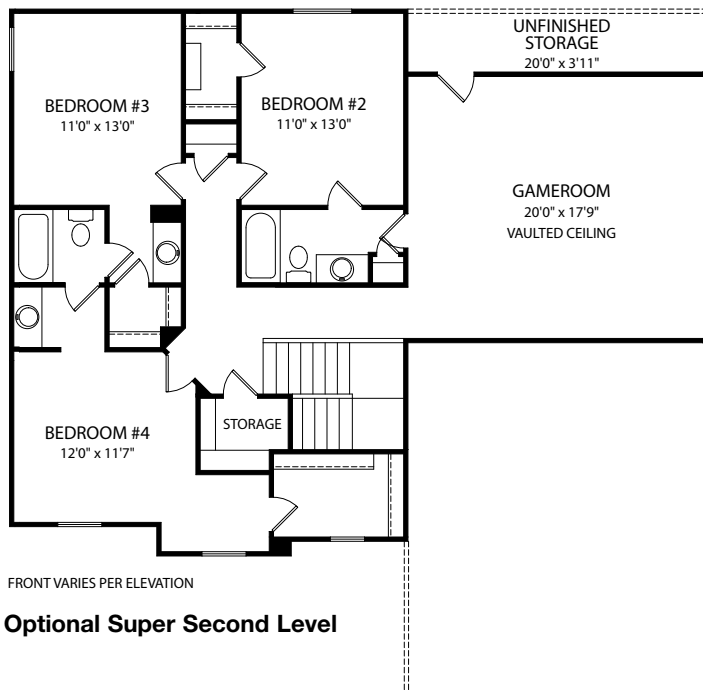 UNFINISHED
STORAGE
20'0" x 3'11"
BEDROOM #3
11'0" x 13'0"
BEDROOM #2
11'0" x 13'0"
GAMEROOM
20'0" x 17'9"
VAULTED CEILING
STORAGE
BEDROOM #4
12'0" x 11'7"
FRONT VARIES PER ELEVATION
Optional Super Second Level